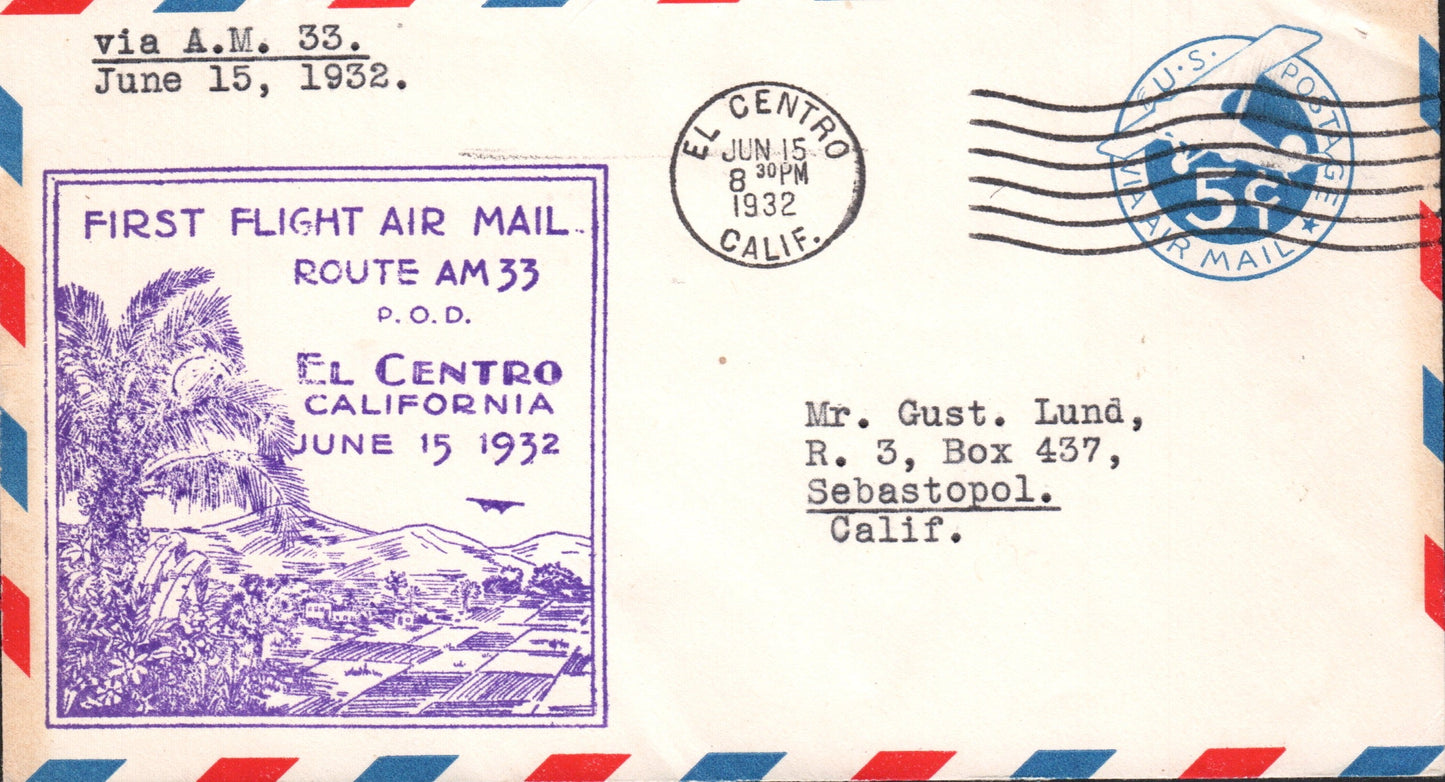 via A.M. 33.
June 15, 1932.
EL CENTRO
JUN 15
8 30 PM
1932
CALIF.
U.S. POSTAGE
5¢
VIA AIR MAIL
FIRST FLIGHT AIR MAIL
ROUTE AM 33
P.O.D.
EL CENTRO
CALIFORNIA
JUNE 15 1932
Mr. Gust. Lund,
R. 3, Box 437,
Sebastopol.
Calif.